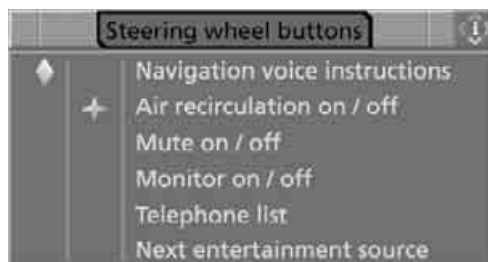 Steering wheel buttons
Navigation voice instructions
Air recirculation on / off
Mute on / off
Monitor on / off
Telephone list
Next entertainment source